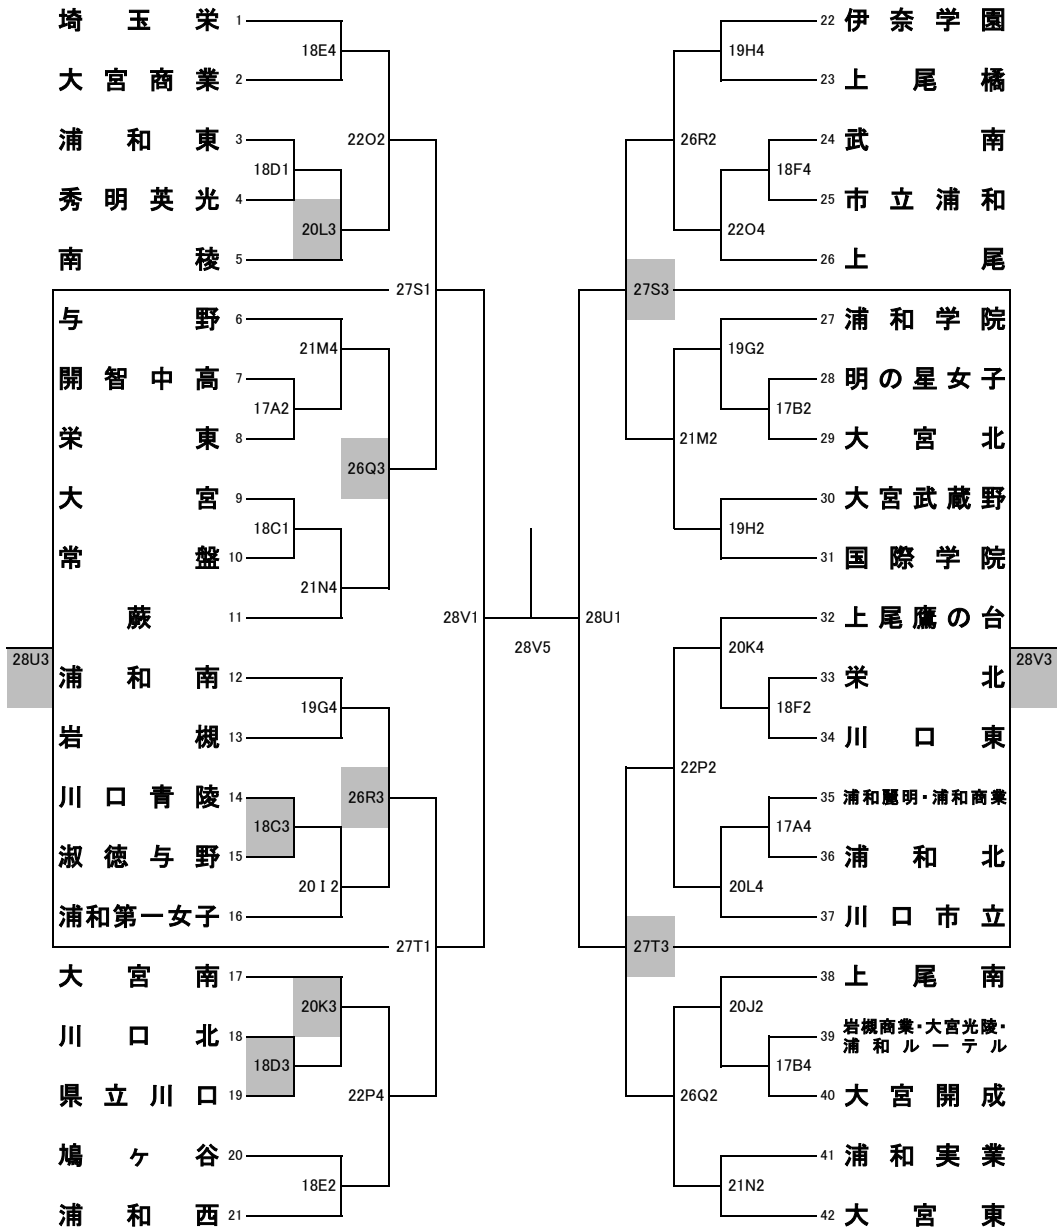 埼玉栄 1
18E4
大宮商業 2
浦和東 3
22O2
18D1
秀明英光 4
20L3
南稜 5
27S1
与野 6
21M4
開智中高 7
17A2
栄東 8
26Q3
大宮 9
18C1
常盤 10
21N4
蕨 11
28V1
28U3
浦和南 12
19G4
岩槻 13
川口青陵 14
26R3
18C3
淑徳与野 15
20I2
浦和第一女子 16
27T1
大宮南 17
20K3
川口北 18
18D3
県立川口 19
22P4
鳩ヶ谷 20
18E2
浦和西 21
28V5
22 伊奈学園
19H4
23 上尾橘
24 武南
26R2
18F4
25 市立浦和
22O4
26 上尾
27S3
27 浦和学院
19G2
28 明の星女子
17B2
29 大宮北
21M2
30 大宮武蔵野
19H2
31 国際学院
32 上尾鷹の台
28U1
20K4
28V3
33 栄北
18F2
34 川口東
22P2
35 浦和麗明・浦和商業
17A4
36 浦和北
20L4
37 川口市立
27T3
38 上尾南
20J2
39 岩槻商業・大宮光陵・
浦和ルーテル
17B4
40 大宮開成
26Q2
41 浦和実業
21N2
42 大宮東